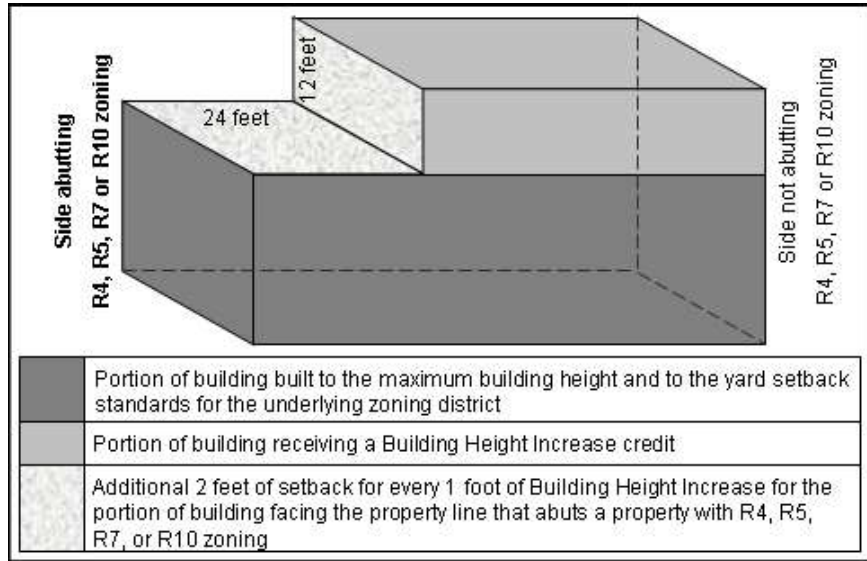 12 feet
24 feet
Side abutting
R4, R5, R7 or R10 zoning
Side not abutting
R4, R5, R7 or R10 zoning
Portion of building built to the maximum building height and to the yard setback
standards for the underlying zoning district
Portion of building receiving a Building Height Increase credit
Additional 2 feet of setback for every 1 foot of Building Height Increase for the
portion of building facing the property line that abuts a property with R4, R5,
R7, or R10 zoning